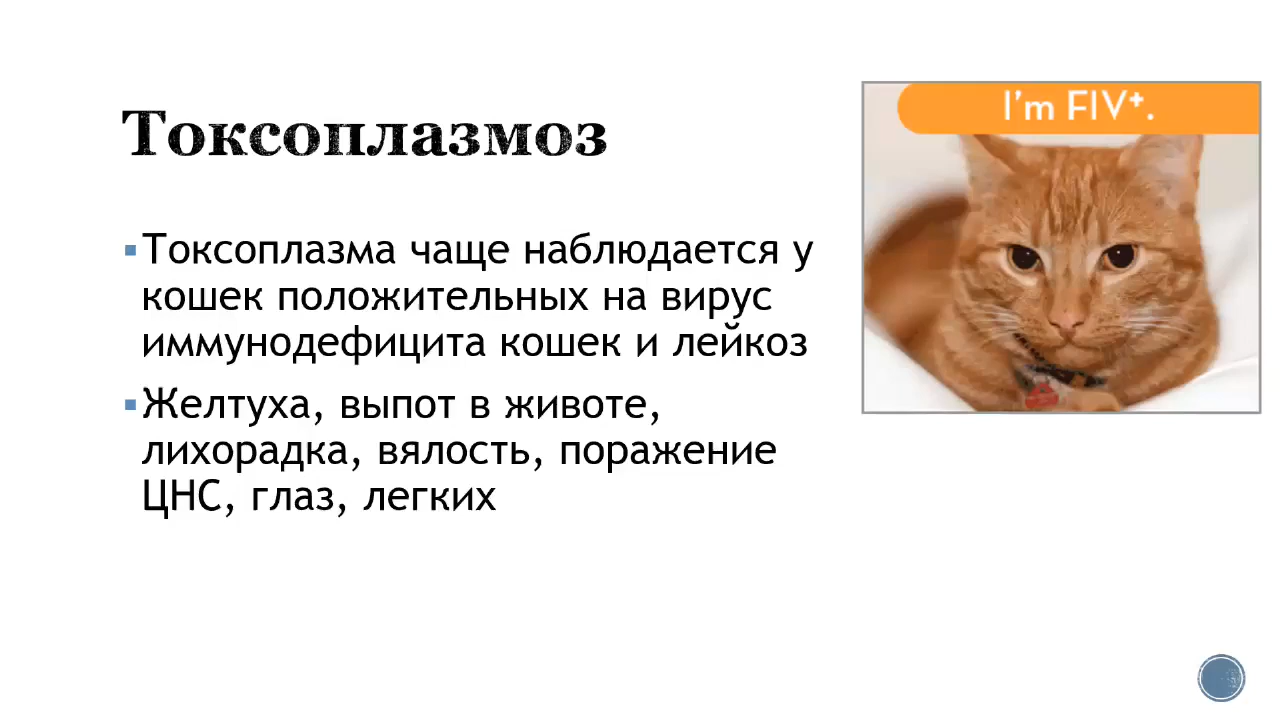 Токсоплазмоз
I'm FIV+.
▪Токсоплазма чаще наблюдается у
кошек положительных на вирус
иммунодефицита кошек и лейкоз
▪Желтуха, выпот в животе,
лихорадка, вялость, поражение
ЦНС, глаз, легких